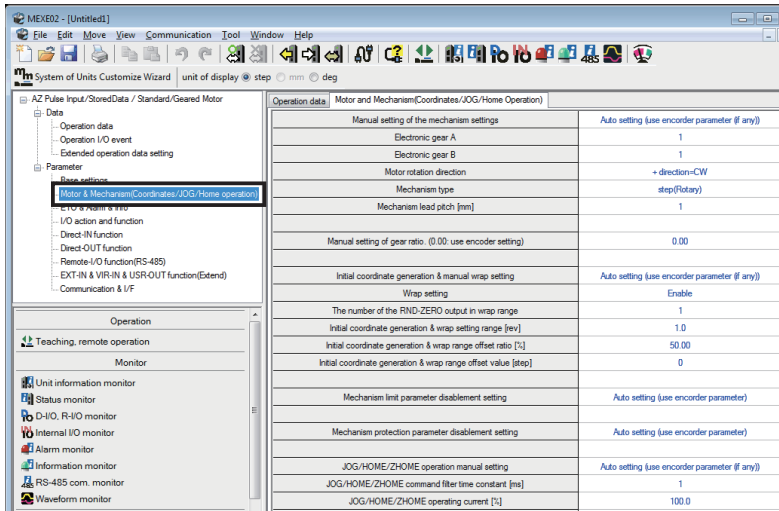 MEXE02 - [Untitled1]
File Edit Move View Communication Tool Window Help
System of Units Customize Wizard unit of display step mm deg
AZ Pulse Input/StoredData / Standard/Geared Motor
Data
Operation data
Operation I/O event
Extended operation data setting
Parameter
Base settings
Motor & Mechanism(Coordinates/JOG/Home operation)
ETO & Alarm & Info
I/O action and function
Direct-IN function
Direct-OUT function
Remote-I/O function(RS-485)
EXT-IN & VIR-IN & USR-OUT function(Extend)
Communication & I/F
Operation
Teaching, remote operation
Monitor
Unit information monitor
Status monitor
D-I/O, R-I/O monitor
Internal I/O monitor
Alarm monitor
Information monitor
RS-485 com. monitor
Waveform monitor
Operation data Motor and Mechanism(Coordinates/JOG/Home Operation)
Manual setting of the mechanism settings Auto setting (use encorder parameter (if any))
Electronic gear A 1
Electronic gear B 1
Motor rotation direction + direction=CW
Mechanism type step(Rotary)
Mechanism lead pitch [mm] 1
Manual setting of gear ratio. (0.00: use encoder setting) 0.00
Initial coordinate generation & manual wrap setting Auto setting (use encorder parameter (if any))
Wrap setting Enable
The number of the RND-ZERO output in wrap range 1
Initial coordinate generation & wrap setting range [rev] 1.0
Initial coordinate generation & wrap range offset ratio [%] 50.00
Initial coordinate generation & wrap range offset value [step] 0
Mechanism limit parameter disablement setting Auto setting (use encorder parameter)
Mechanism protection parameter disablement setting Auto setting (use encorder parameter)
JOG/HOME/ZHOME operation manual setting Auto setting (use encorder parameter (if any))
JOG/HOME/ZHOME command filter time constant [ms] 1
JOG/HOME/ZHOME operating current [%] 100.0